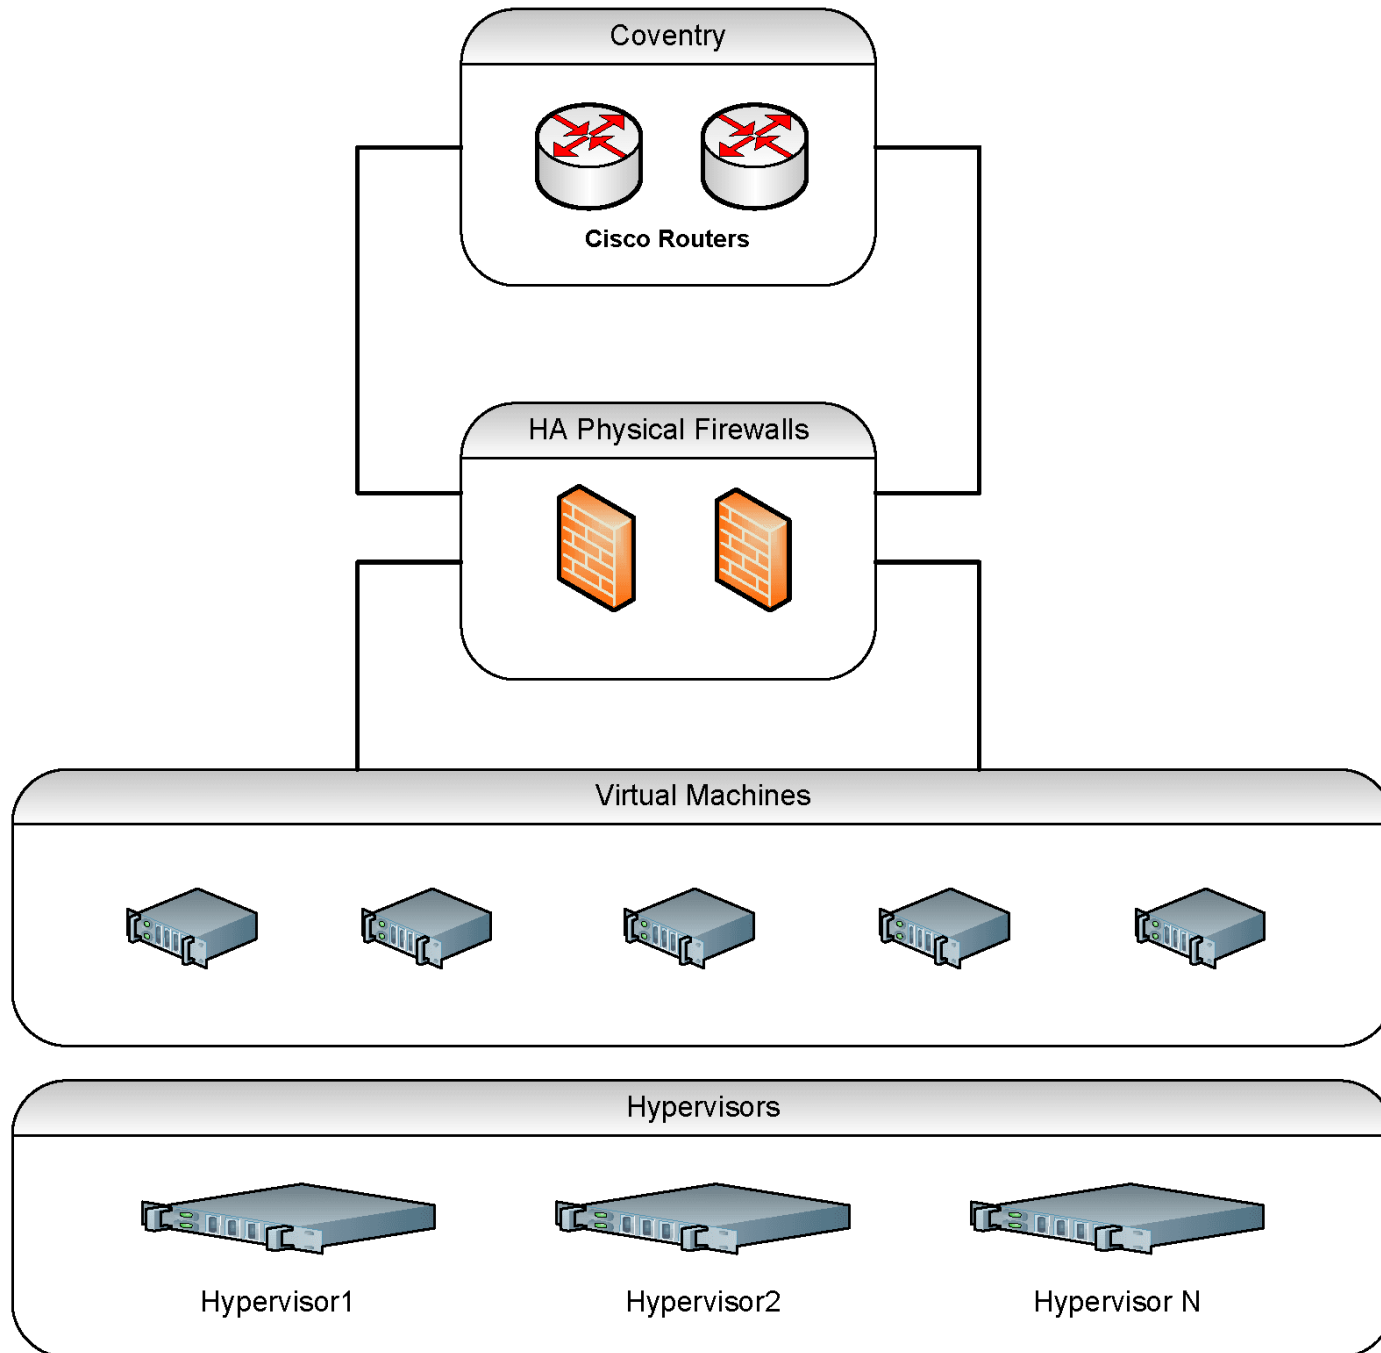 Coventry
Cisco Routers
HA Physical Firewalls
Virtual Machines
Hypervisors
Hypervisor1
Hypervisor2
Hypervisor N